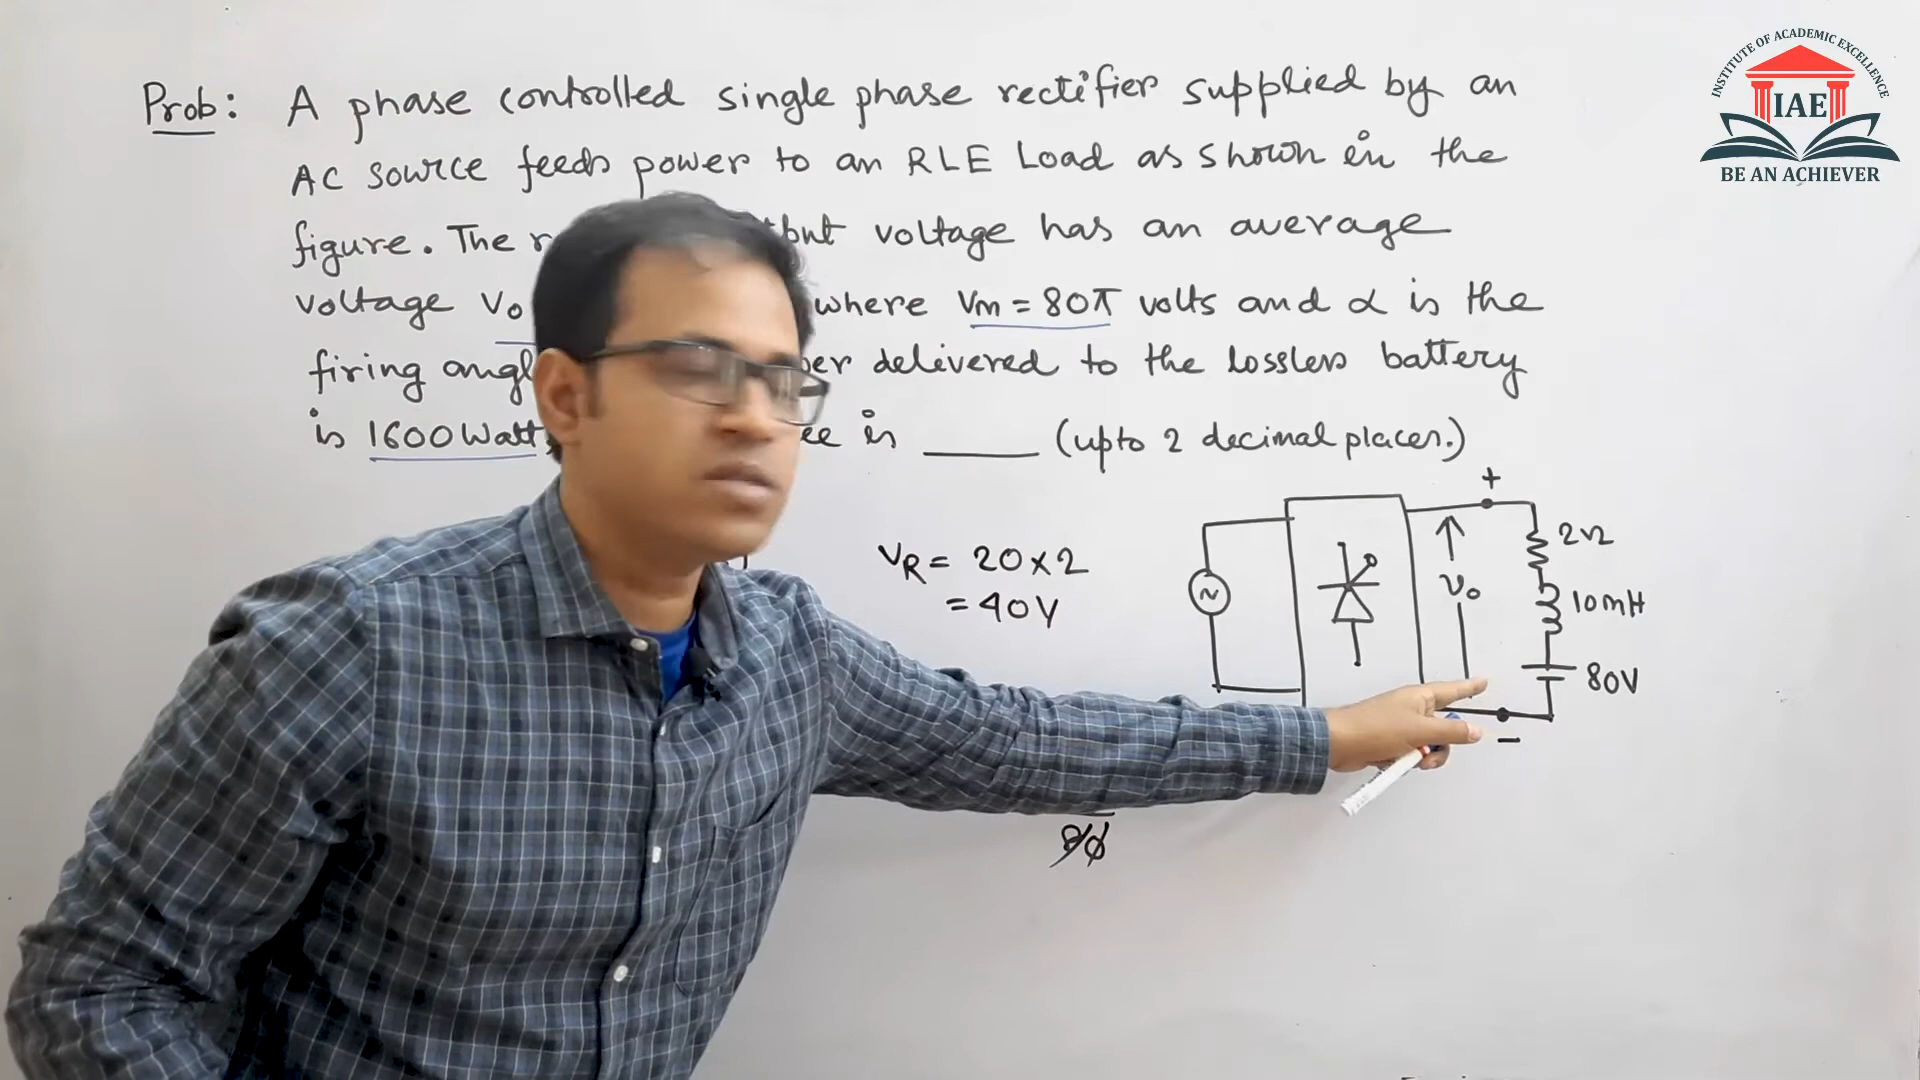 Prob: A phase controlled single phase rectifier supplied by an
AC source feeds power to an RLE Load as shown in the
figure. The voltage has an average
voltage Vo where Vm = 80π volts and α is the
firing delivered to the lossless battery
is 1600 Watt, is ____ (upto 2 decimal places.)
VR = 20 × 2
= 40V
+
2Ω
vo
10mH
80V
−
~
INSTITUTE OF ACADEMIC EXCELLENCE
IAE
BE AN ACHIEVER